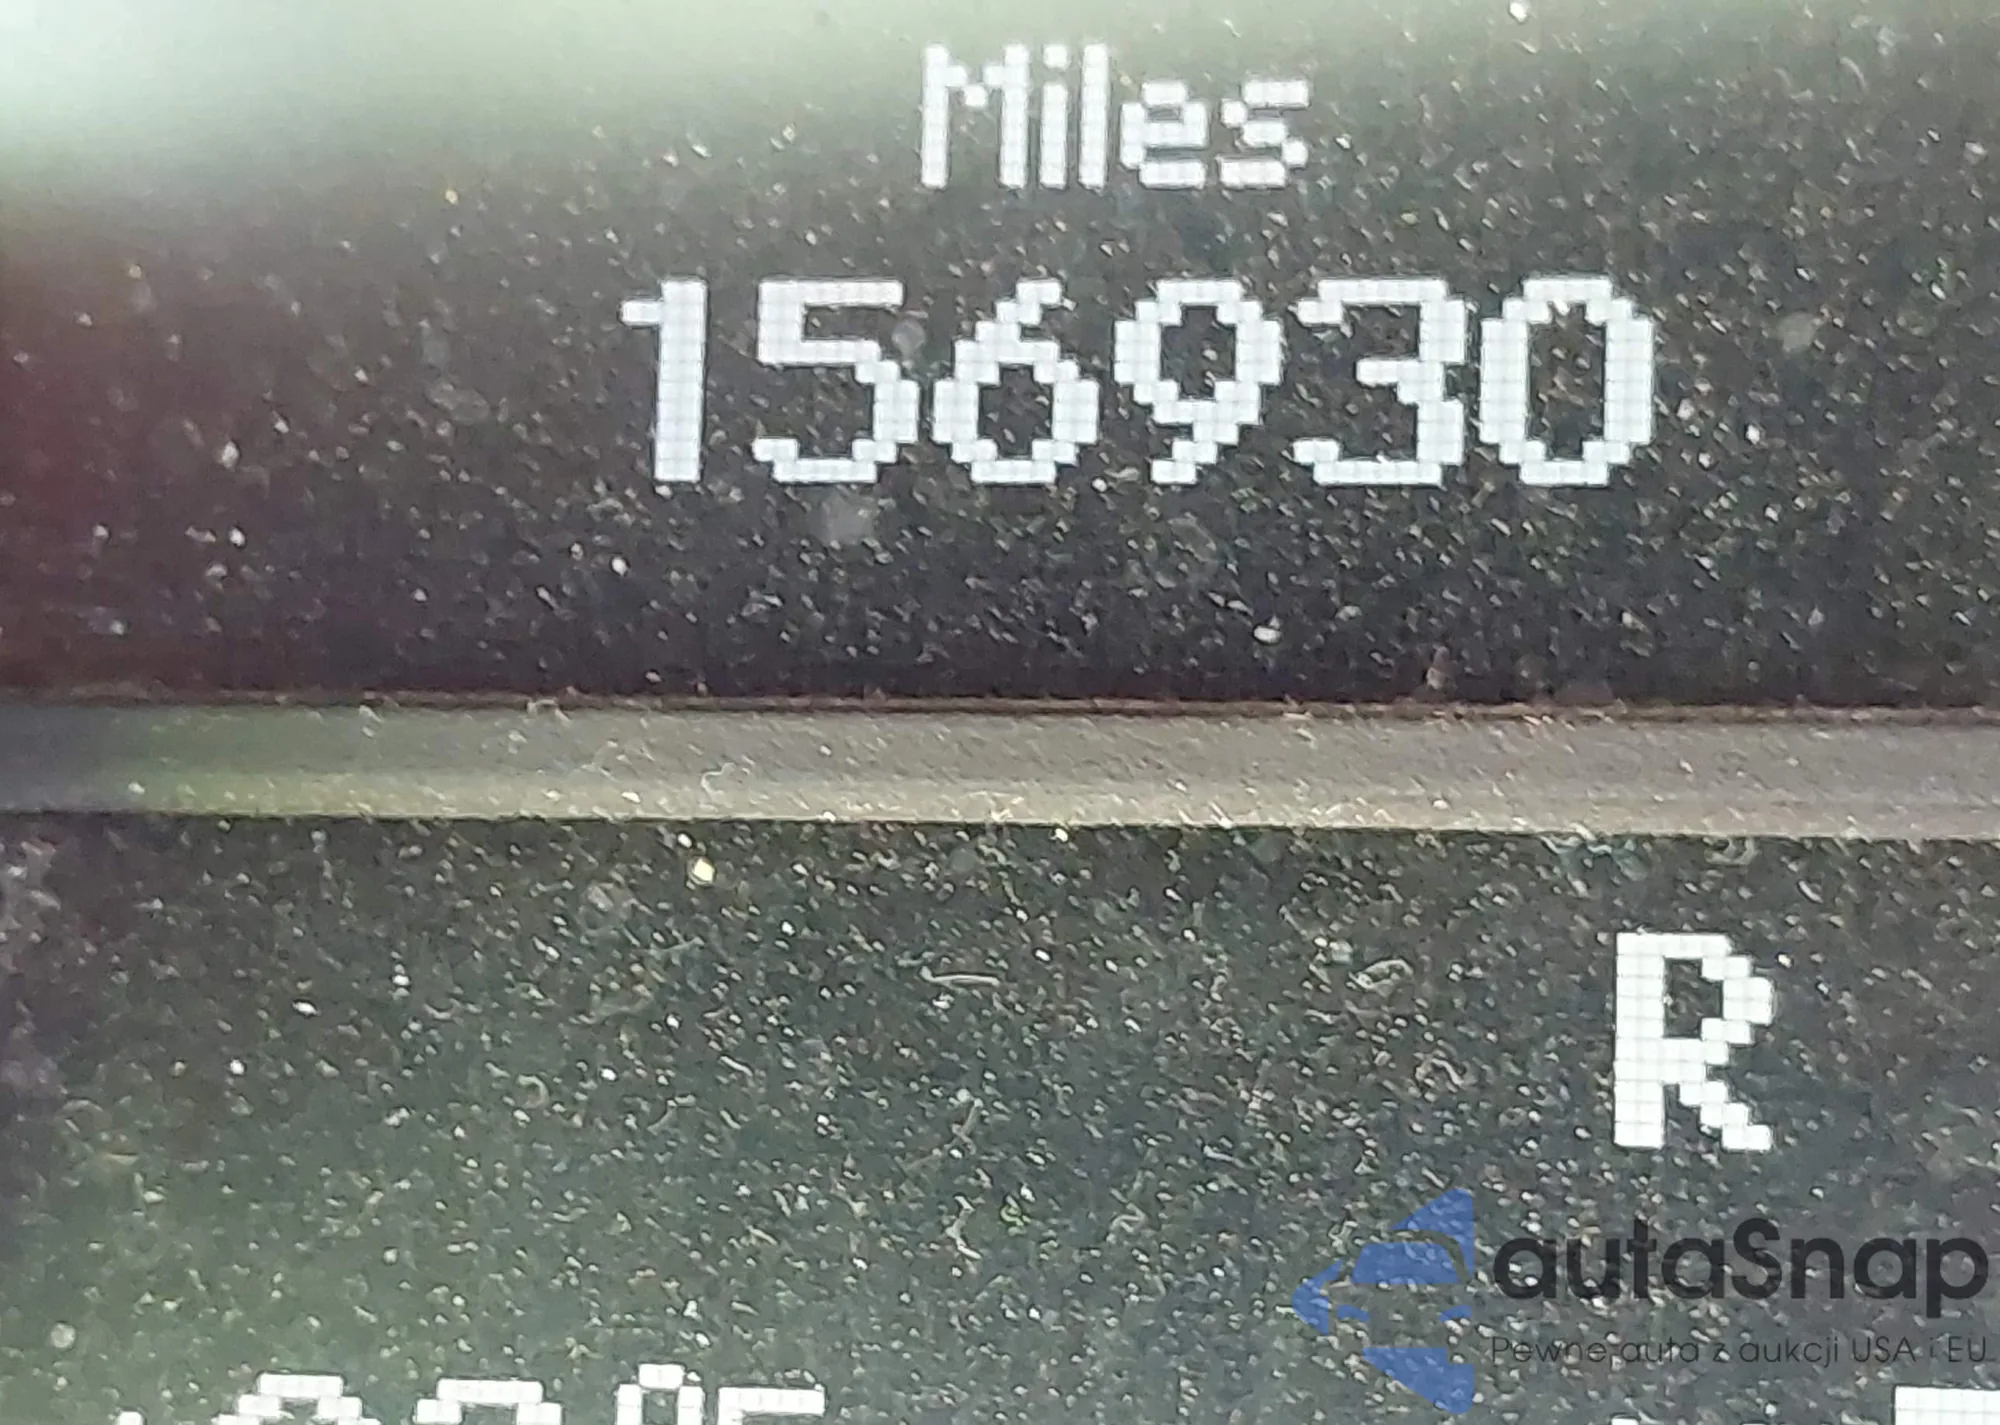 Miles
156930
R
autaSnap
Pewne auta z aukcji USA i EU
°F